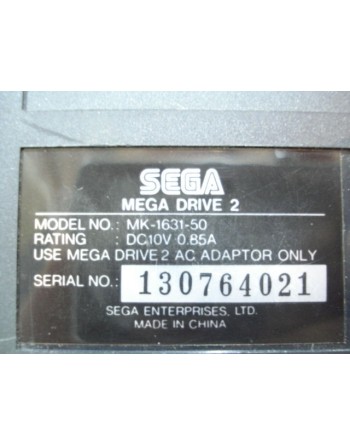 SEGA
MEGA DRIVE 2
MODEL NO.: MK-1631-50
RATING : DC10V 0.85A
USE MEGA DRIVE 2 AC ADAPTOR ONLY
SERIAL NO.: 130764021
SEGA ENTERPRISES, LTD.
MADE IN CHINA